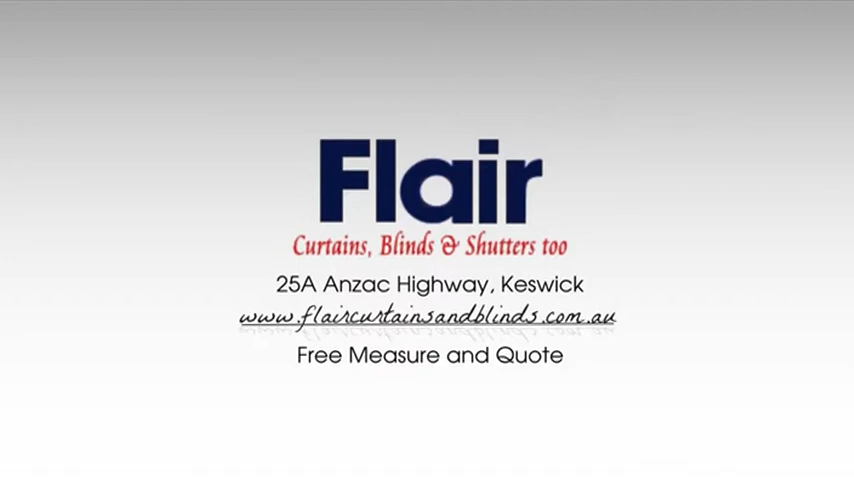 Flair
Curtains, Blinds & Shutters too
25A Anzac Highway, Keswick
www.flaircurtainsandblinds.com.au
Free Measure and Quote